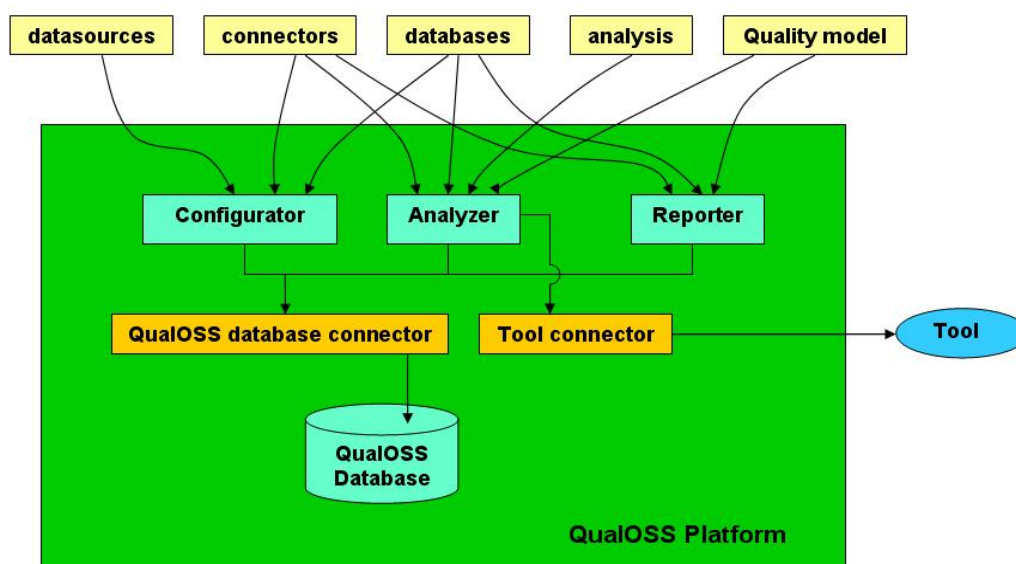 datasources
connectors
databases
analysis
Quality model
Configurator
Analyzer
Reporter
QualOSS database connector
Tool connector
Tool
QualOSS
Database
QualOSS Platform